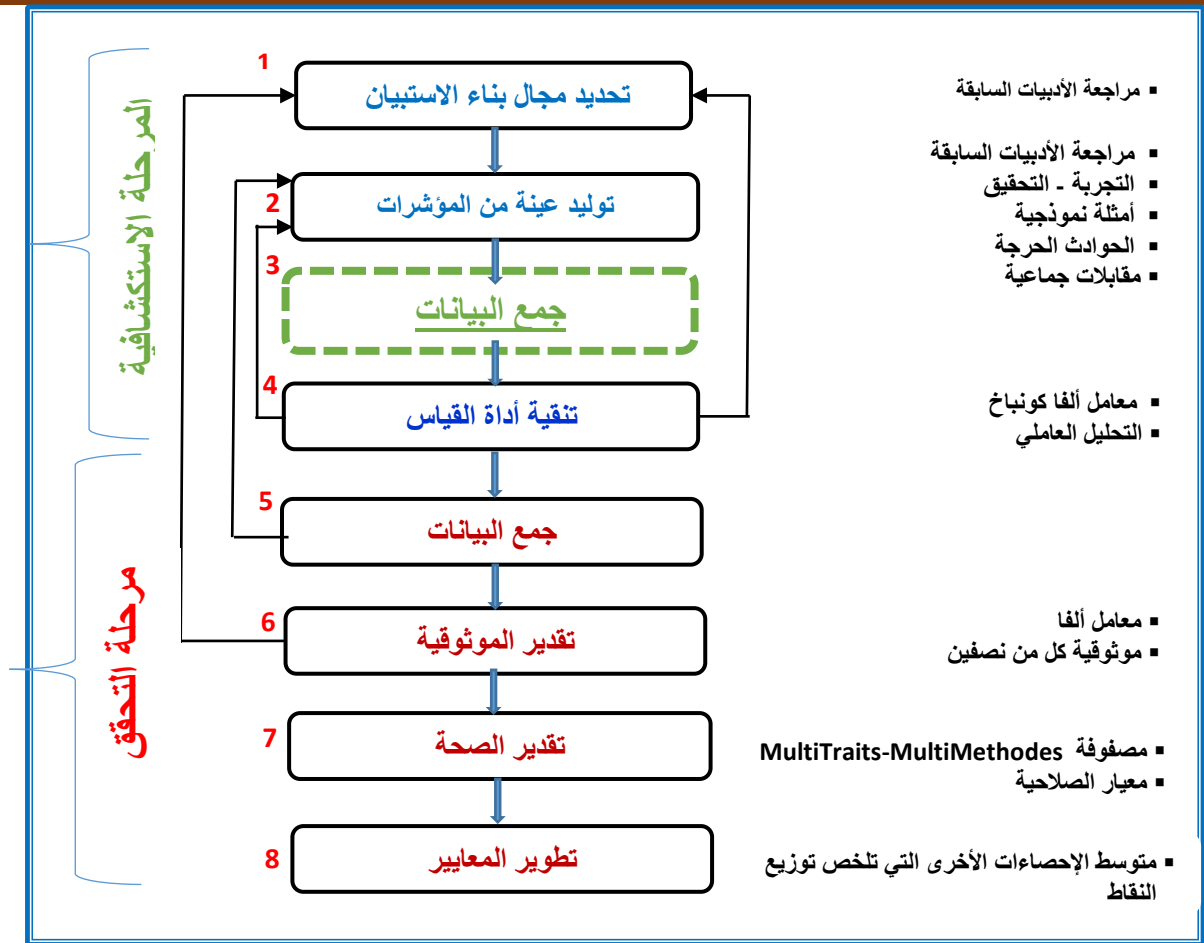 المرحلة الاستكشافية
1
تحديد مجال بناء الاستبيان
▪ مراجعة الأدبيات السابقة
2
توليد عينة من المؤشرات
▪ مراجعة الأدبيات السابقة
▪ التجربة - التحقيق
▪ أمثلة نموذجية
▪ الحوادث الحرجة
▪ مقابلات جماعية
3
جمع البيانات
4
تنقية أداة القياس
▪ معامل ألفا كونباخ
▪ التحليل العاملي
مرحلة التحقق
5
جمع البيانات
6
تقدير الموثوقية
▪ معامل ألفا
▪ موثوقية كل من نصفين
7
تقدير الصحة
▪ مصفوفة MultiTraits-MultiMethodes
▪ معيار الصلاحية
8
تطوير المعايير
▪ متوسط الإحصاءات الأخرى التي تلخص توزيع
النقاط